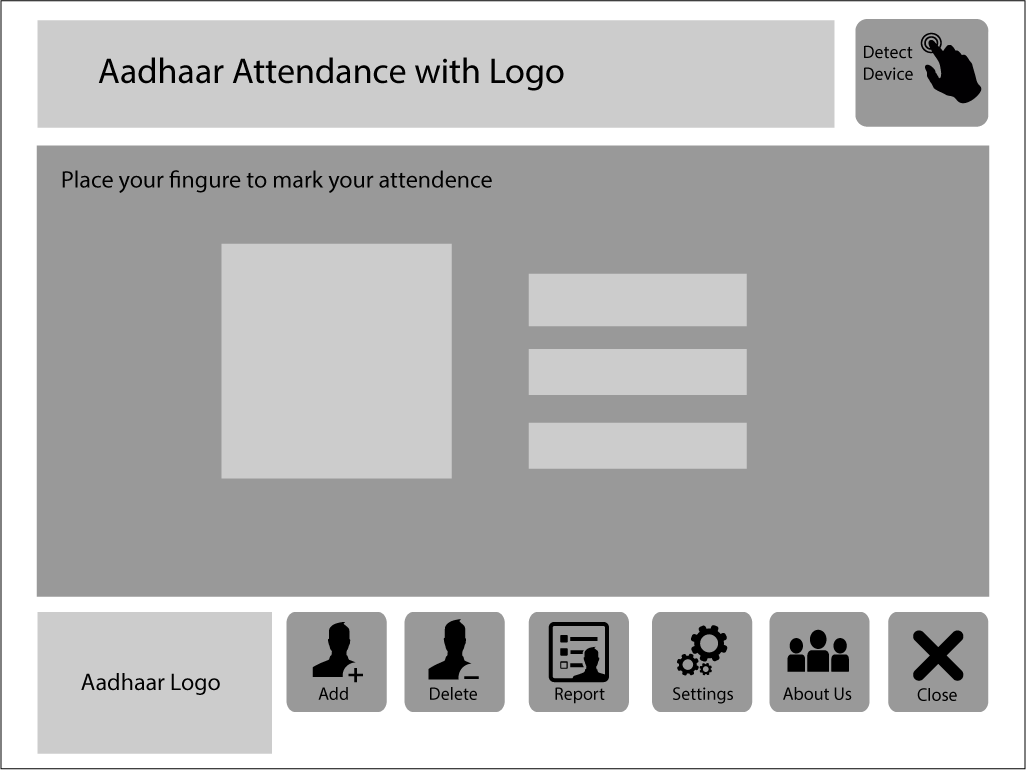 Aadhaar Attendance with Logo
Detect
Device
Place your fingure to mark your attendence
Aadhaar Logo
Add
Delete
Report
Settings
About Us
Close